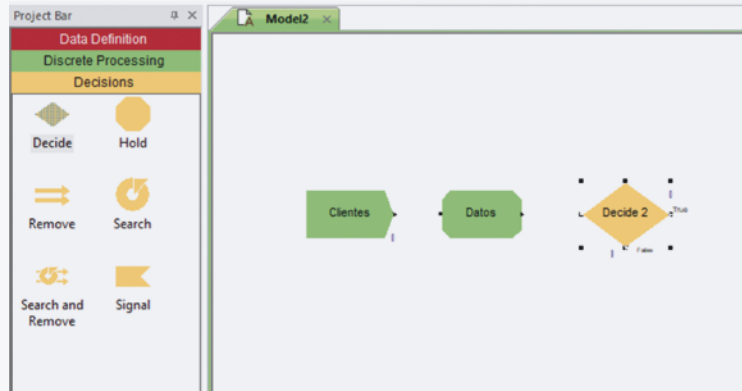 Project Bar
Model2
Data Definition
Discrete Processing
Decisions
Decide
Hold
Remove
Search
Search and
Remove
Signal
Clientes
Datos
Decide 2
True
False